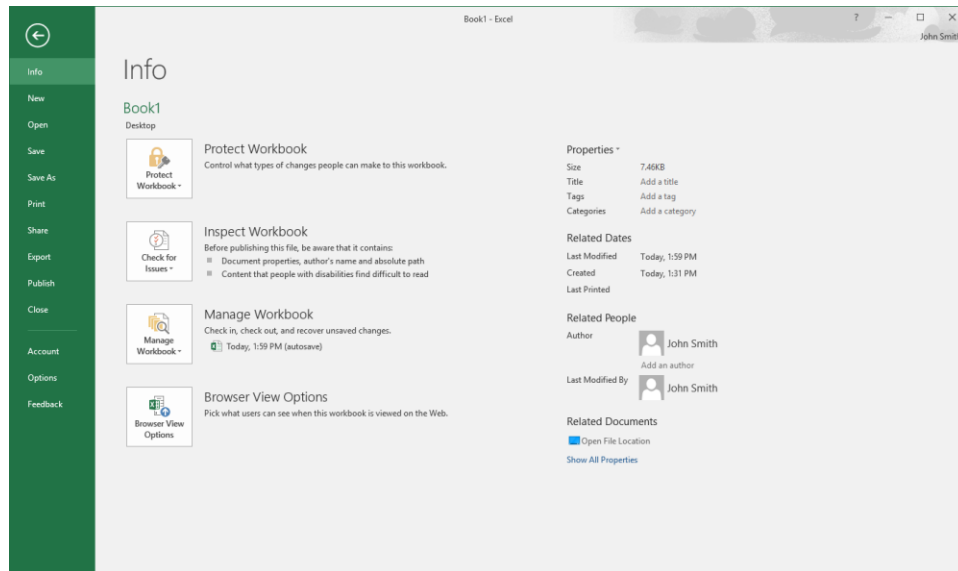 Book1 - Excel
?
John Smith
Info
New
Open
Save
Save As
Print
Share
Export
Publish
Close
Account
Options
Feedback
Info
Book1
Desktop
Protect Workbook
Protect Workbook
Control what types of changes people can make to this workbook.
Check for Issues
Inspect Workbook
Before publishing this file, be aware that it contains:
Document properties, author's name and absolute path
Content that people with disabilities find difficult to read
Manage Workbook
Manage Workbook
Check in, check out, and recover unsaved changes.
Today, 1:59 PM (autosave)
Browser View Options
Browser View Options
Pick what users can see when this workbook is viewed on the Web.
Properties
Size 7.46KB
Title Add a title
Tags Add a tag
Categories Add a category
Related Dates
Last Modified Today, 1:59 PM
Created Today, 1:31 PM
Last Printed
Related People
Author John Smith
Add an author
Last Modified By John Smith
Related Documents
Open File Location
Show All Properties